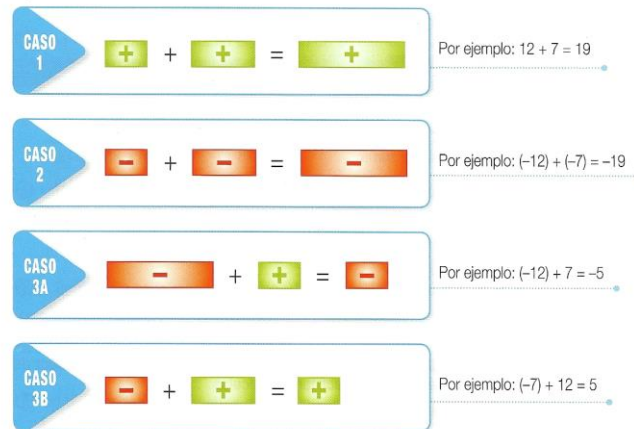 CASO
1
+ + + = +
Por ejemplo: 12 + 7 = 19
CASO
2
– + – = –
Por ejemplo: (–12) + (–7) = –19
CASO
3A
– + + = –
Por ejemplo: (–12) + 7 = –5
CASO
3B
– + + = +
Por ejemplo: (–7) + 12 = 5